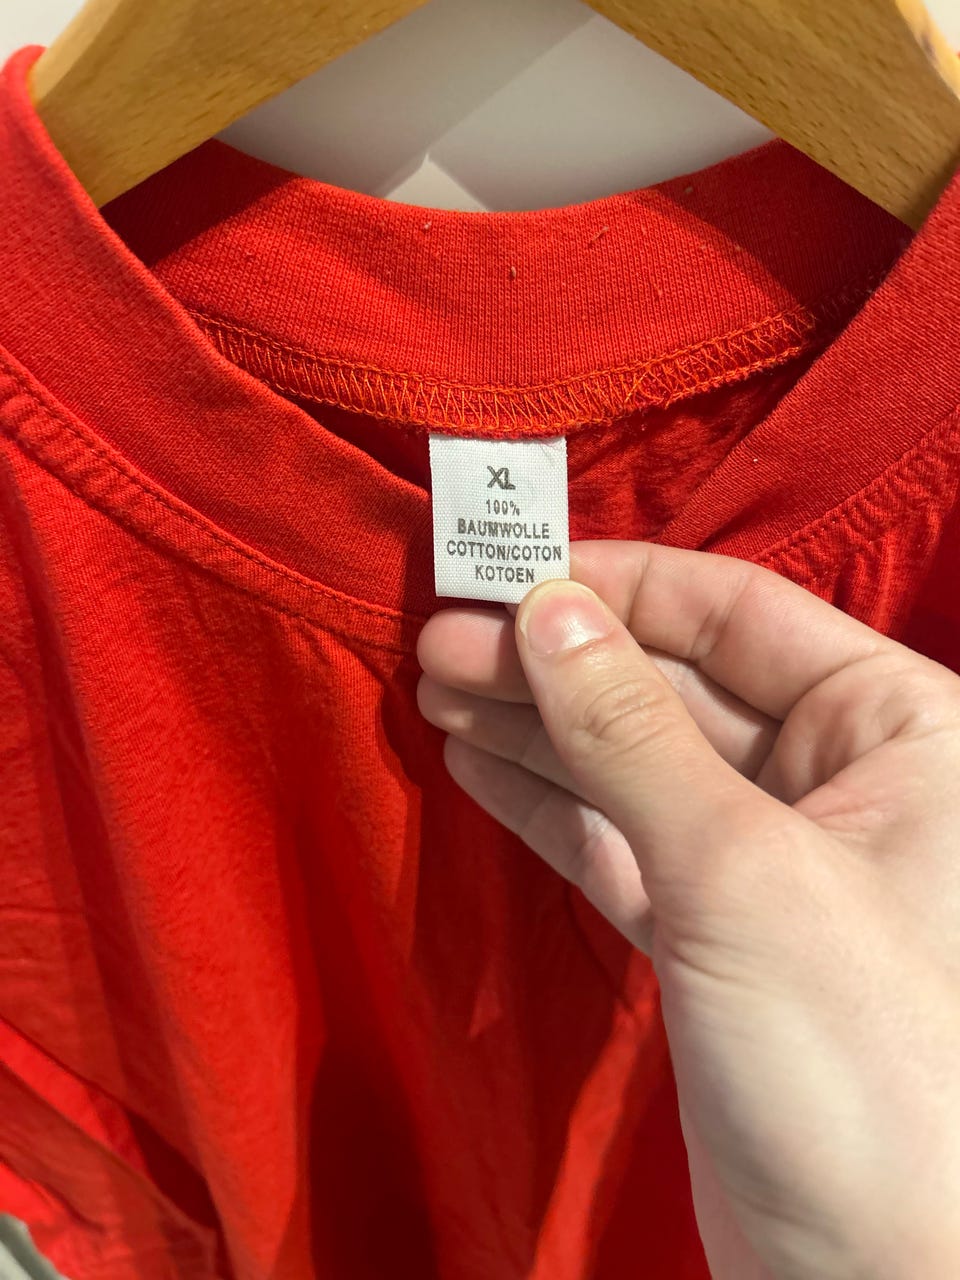 XL
100%
BAUMWOLLE
COTTON/COTON
KOTOEN